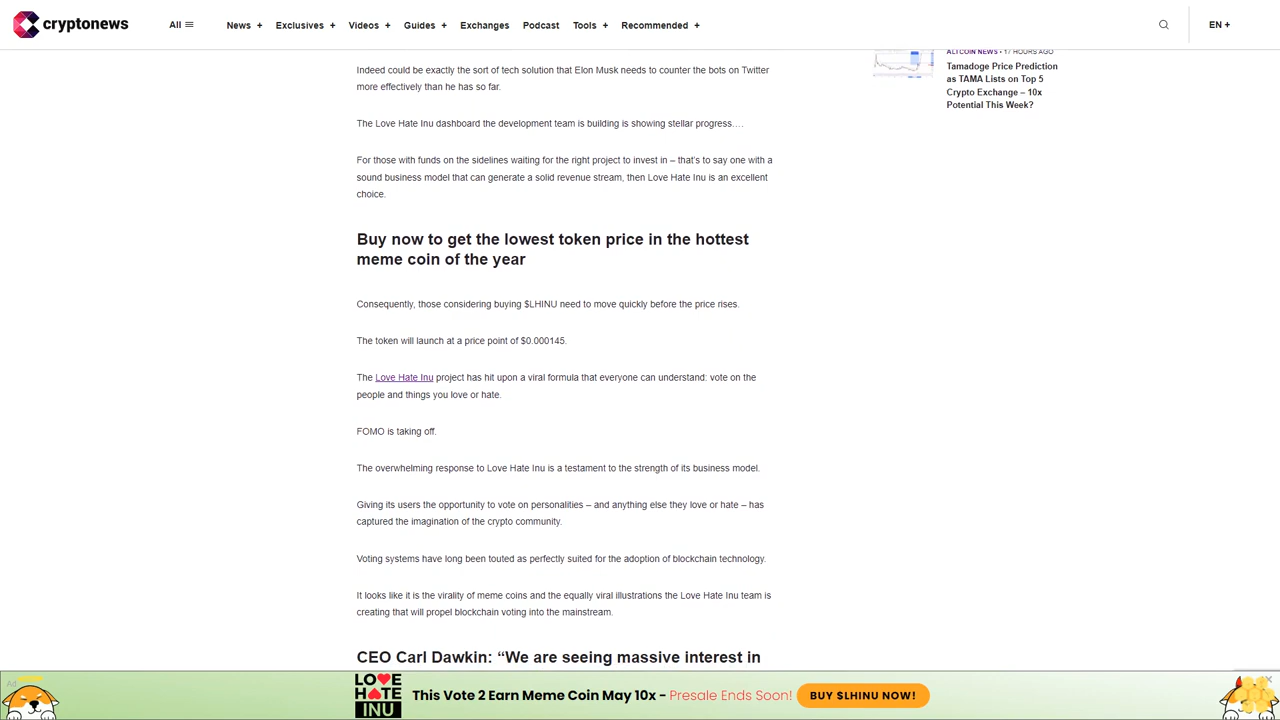 cryptonews
All
News +
Exclusives +
Videos +
Guides +
Exchanges
Podcast
Tools +
Recommended +
EN +
ALTCOIN NEWS • 17 HOURS AGO
Tamadoge Price Prediction
as TAMA Lists on Top 5
Crypto Exchange – 10x
Potential This Week?
Indeed could be exactly the sort of tech solution that Elon Musk needs to counter the bots on Twitter
more effectively than he has so far.
The Love Hate Inu dashboard the development team is building is showing stellar progress….
For those with funds on the sidelines waiting for the right project to invest in – that's to say one with a
sound business model that can generate a solid revenue stream, then Love Hate Inu is an excellent
choice.
Buy now to get the lowest token price in the hottest
meme coin of the year
Consequently, those considering buying $LHINU need to move quickly before the price rises.
The token will launch at a price point of $0.000145.
The Love Hate Inu project has hit upon a viral formula that everyone can understand: vote on the
people and things you love or hate.
FOMO is taking off.
The overwhelming response to Love Hate Inu is a testament to the strength of its business model.
Giving its users the opportunity to vote on personalities – and anything else they love or hate – has
captured the imagination of the crypto community.
Voting systems have long been touted as perfectly suited for the adoption of blockchain technology.
It looks like it is the virality of meme coins and the equally viral illustrations the Love Hate Inu team is
creating that will propel blockchain voting into the mainstream.
CEO Carl Dawkin: “We are seeing massive interest in
Ad
LOVE
HATE
INU
This Vote 2 Earn Meme Coin May 10x - Presale Ends Soon!
BUY $LHINU NOW!